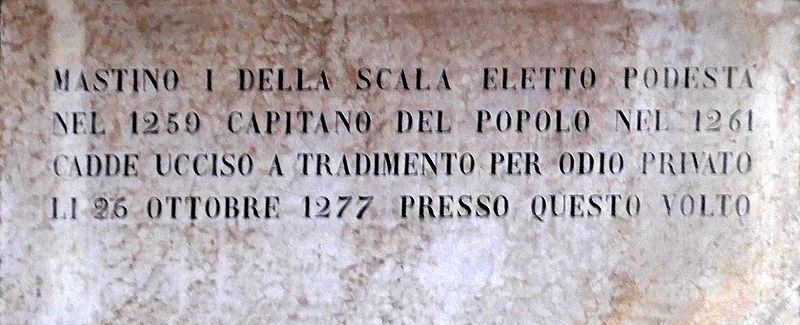 MASTINO I DELLA SCALA ELETTO PODESTA'
NEL 1259 CAPITANO DEL POPOLO NEL 1261
CADDE UCCISO A TRADIMENTO PER ODIO PRIVATO
LI 26 OTTOBRE 1277 PRESSO QUESTO VOLTO